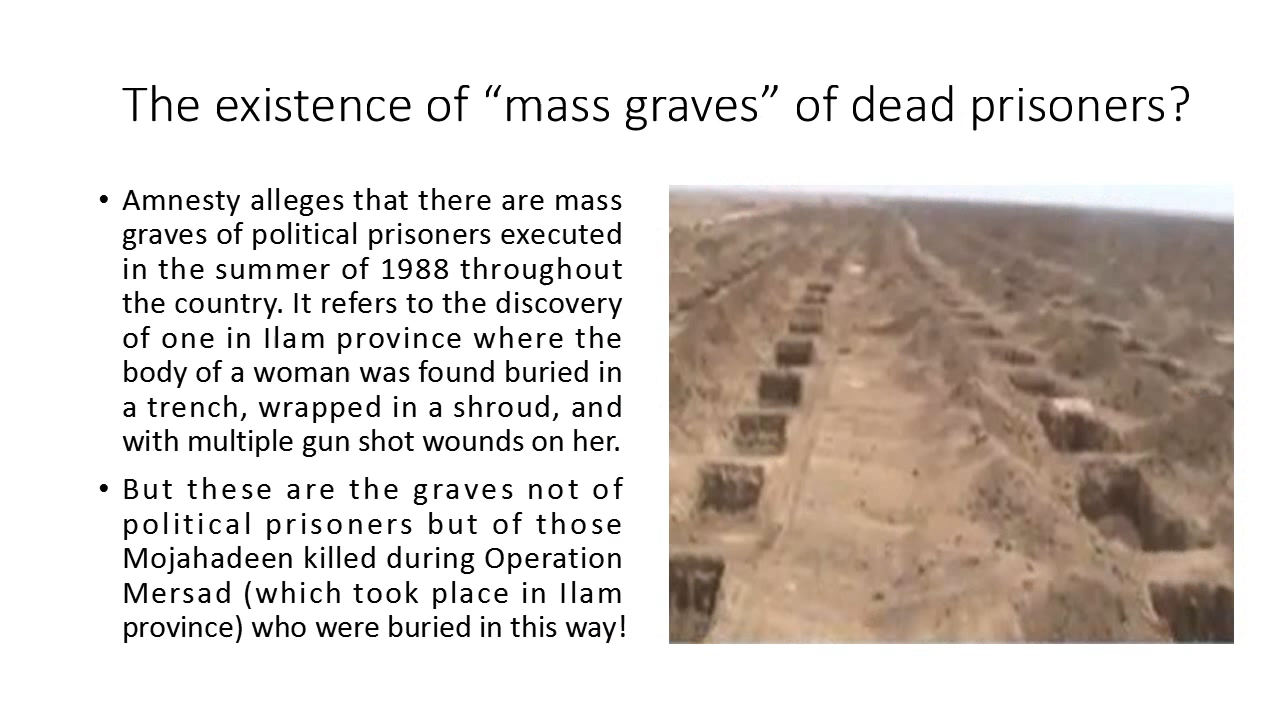 The existence of “mass graves” of dead prisoners?
• Amnesty alleges that there are mass
graves of political prisoners executed
in the summer of 1988 throughout
the country. It refers to the discovery
of one in Ilam province where the
body of a woman was found buried in
a trench, wrapped in a shroud, and
with multiple gun shot wounds on her.
• But these are the graves not of
political prisoners but of those
Mojahadeen killed during Operation
Mersad (which took place in Ilam
province) who were buried in this way!